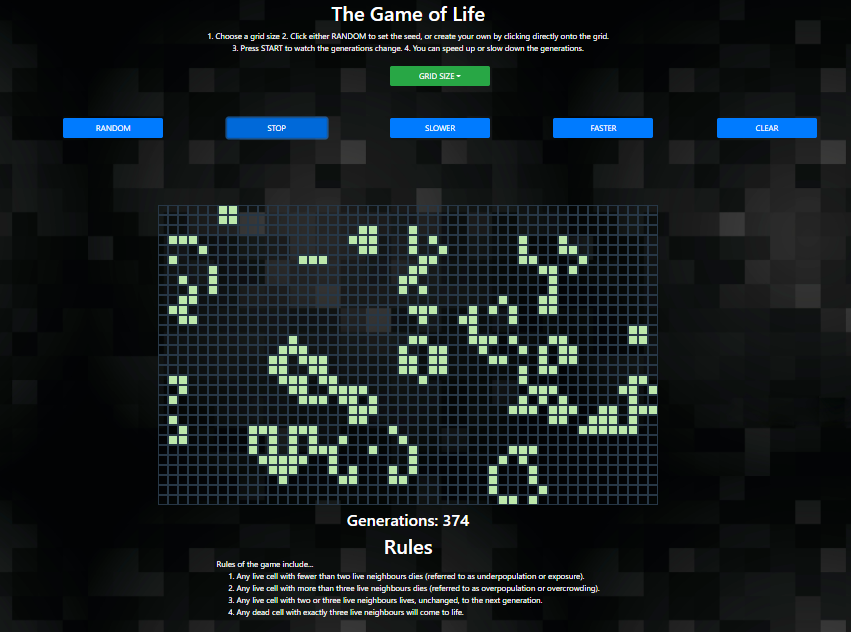 The Game of Life
1. Choose a grid size 2. Click either RANDOM to set the seed, or create your own by clicking directly onto the grid.
3. Press START to watch the generations change. 4. You can speed up or slow down the generations.
GRID SIZE
RANDOM STOP SLOWER FASTER CLEAR
Generations: 374
Rules
Rules of the game include...
1. Any live cell with fewer than two live neighbours dies (referred to as underpopulation or exposure).
2. Any live cell with more than three live neighbours dies (referred to as overpopulation or overcrowding).
3. Any live cell with two or three live neighbours lives, unchanged, to the next generation.
4. Any dead cell with exactly three live neighbours will come to life.